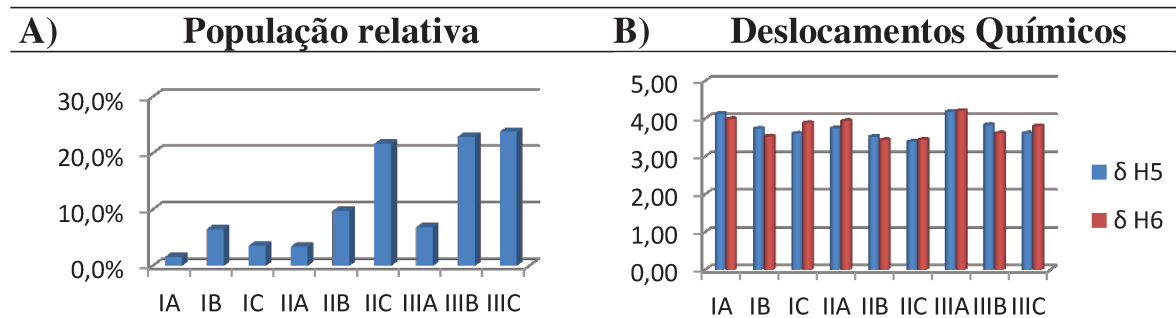 A) População relativa
30,0%
20,0%
10,0%
0,0%
IA IB IC IIA IIB IIC IIIA IIIB IIIC
B) Deslocamentos Químicos
5,00
4,00
3,00
2,00
1,00
0,00
IA IB IC IIA IIB IIC IIIA IIIB IIIC
δ H5
δ H6